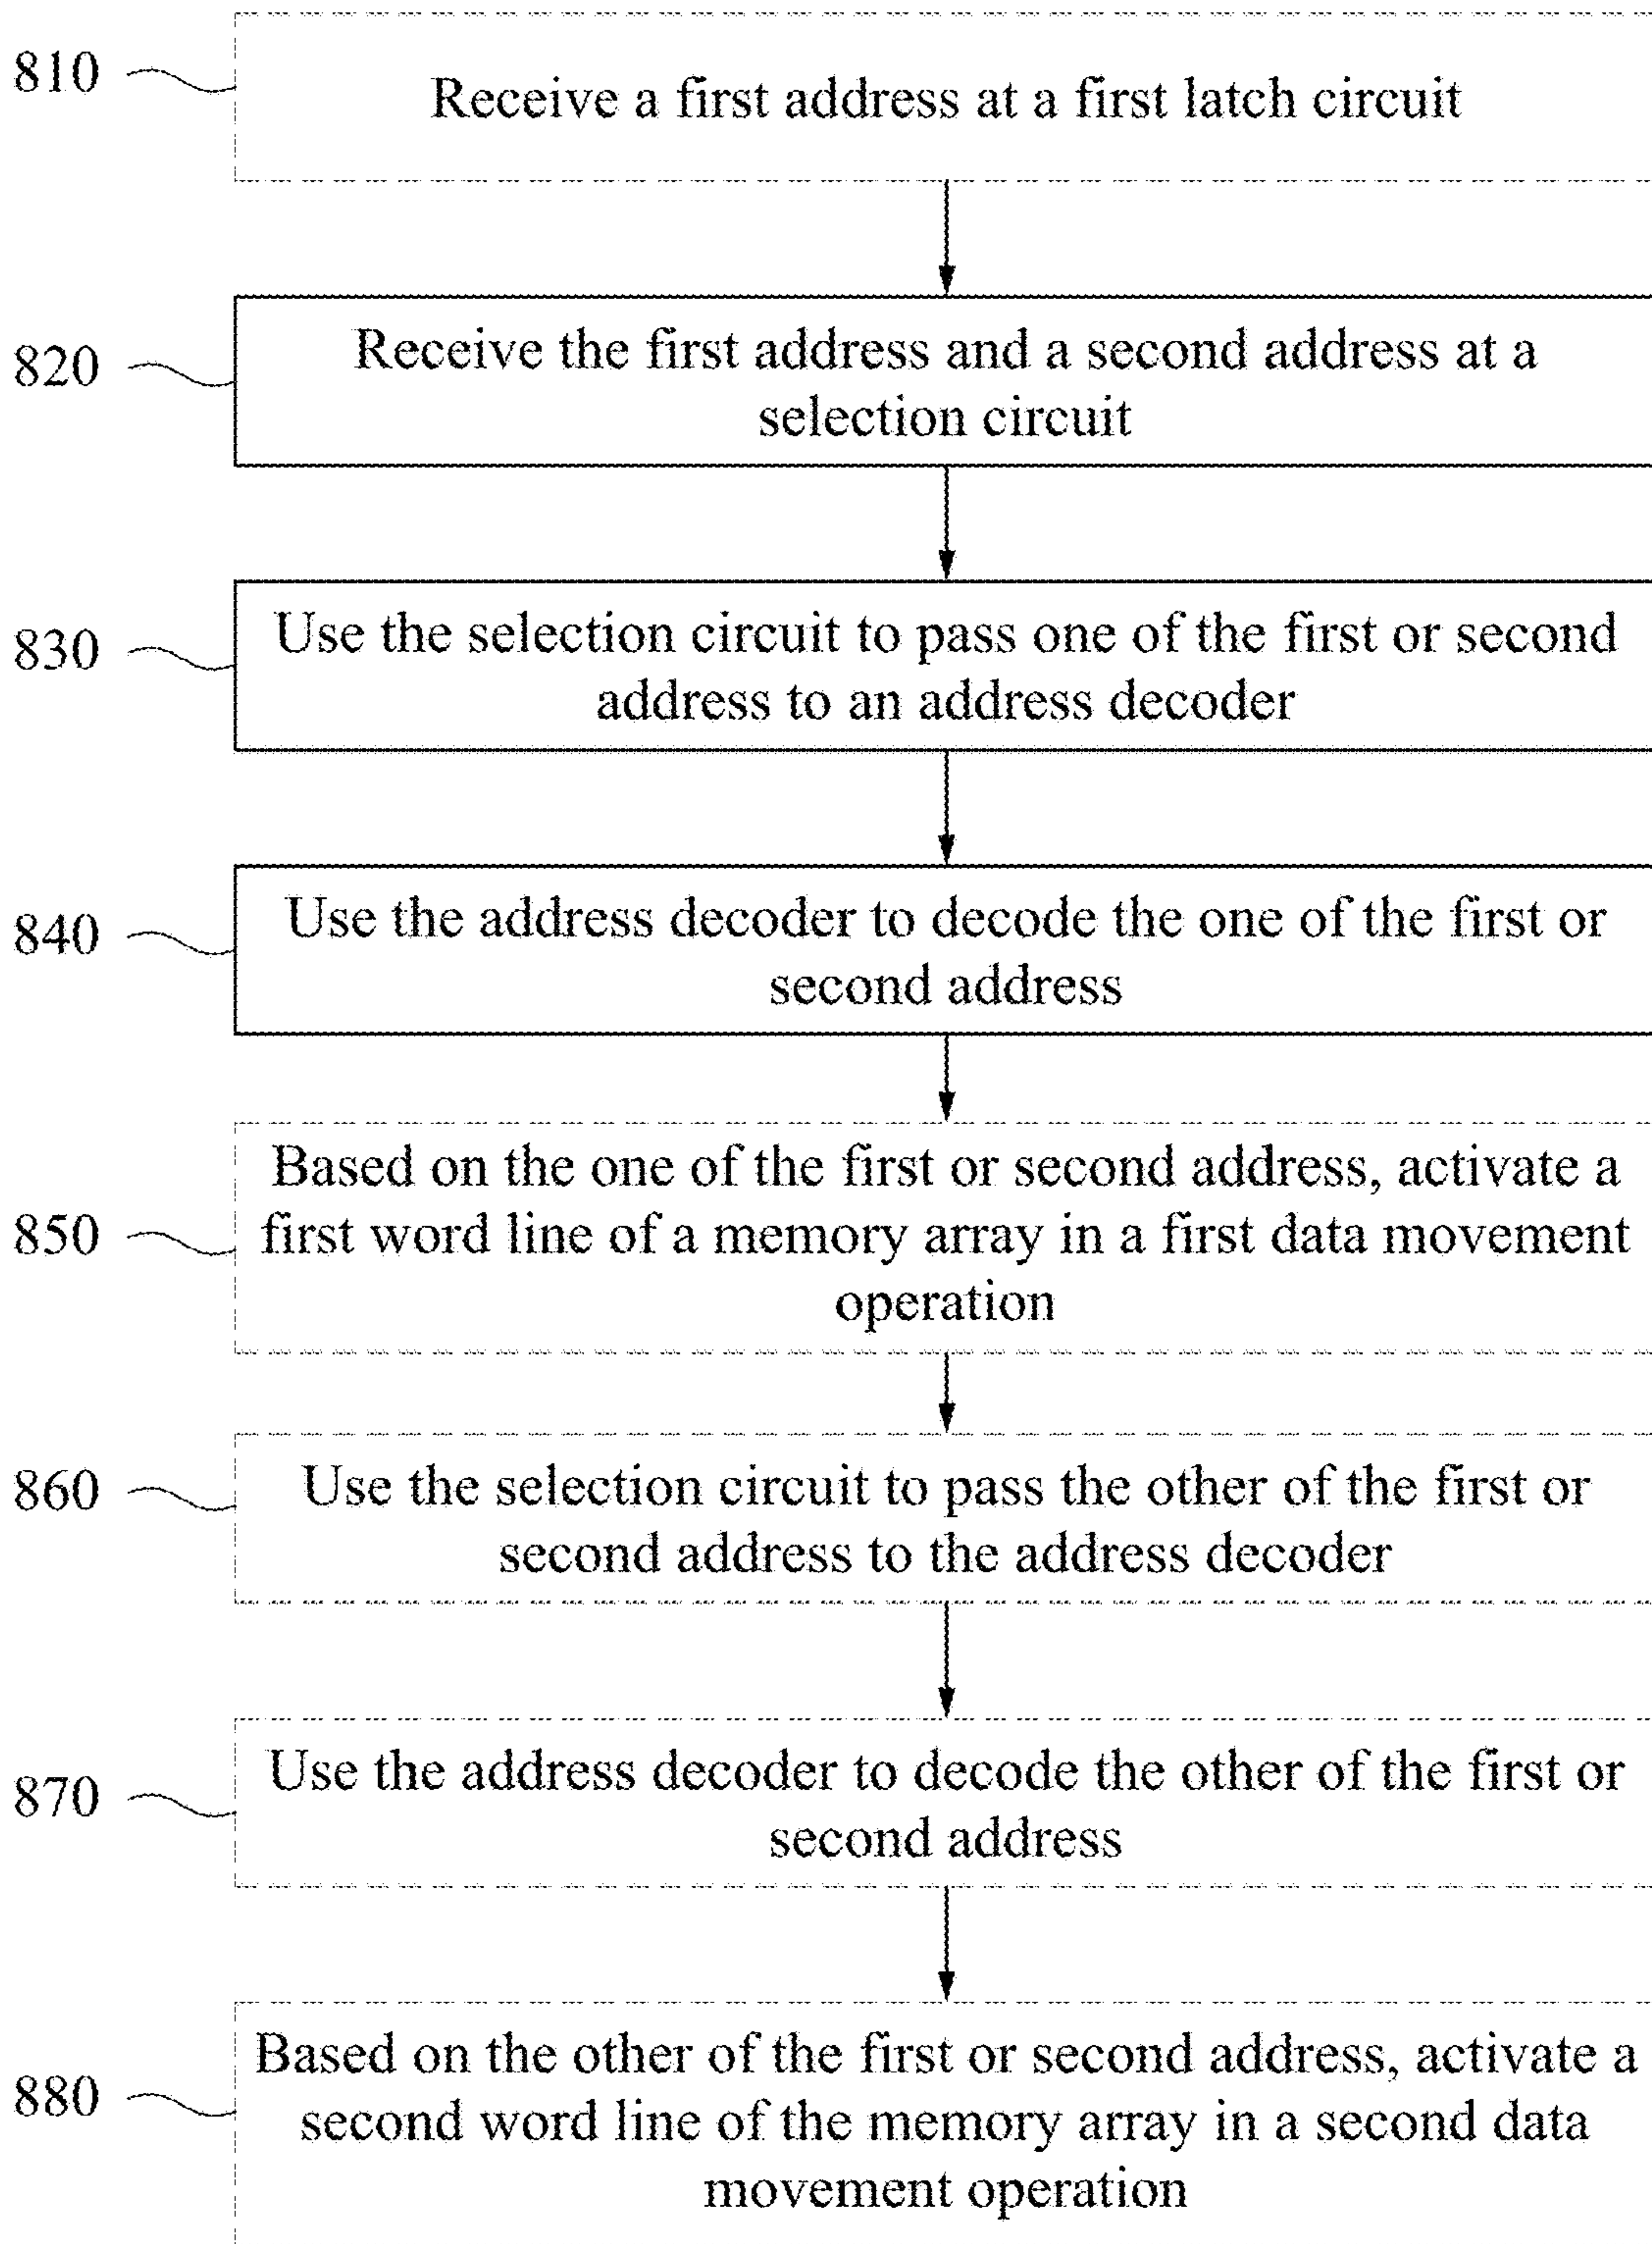 810
Receive a first address at a first latch circuit
820
Receive the first address and a second address at a
selection circuit
830
Use the selection circuit to pass one of the first or second
address to an address decoder
840
Use the address decoder to decode the one of the first or
second address
850
Based on the one of the first or second address, activate a
first word line of a memory array in a first data movement
operation
860
Use the selection circuit to pass the other of the first or
second address to the address decoder
870
Use the address decoder to decode the other of the first or
second address
880
Based on the other of the first or second address, activate a
second word line of the memory array in a second data
movement operation